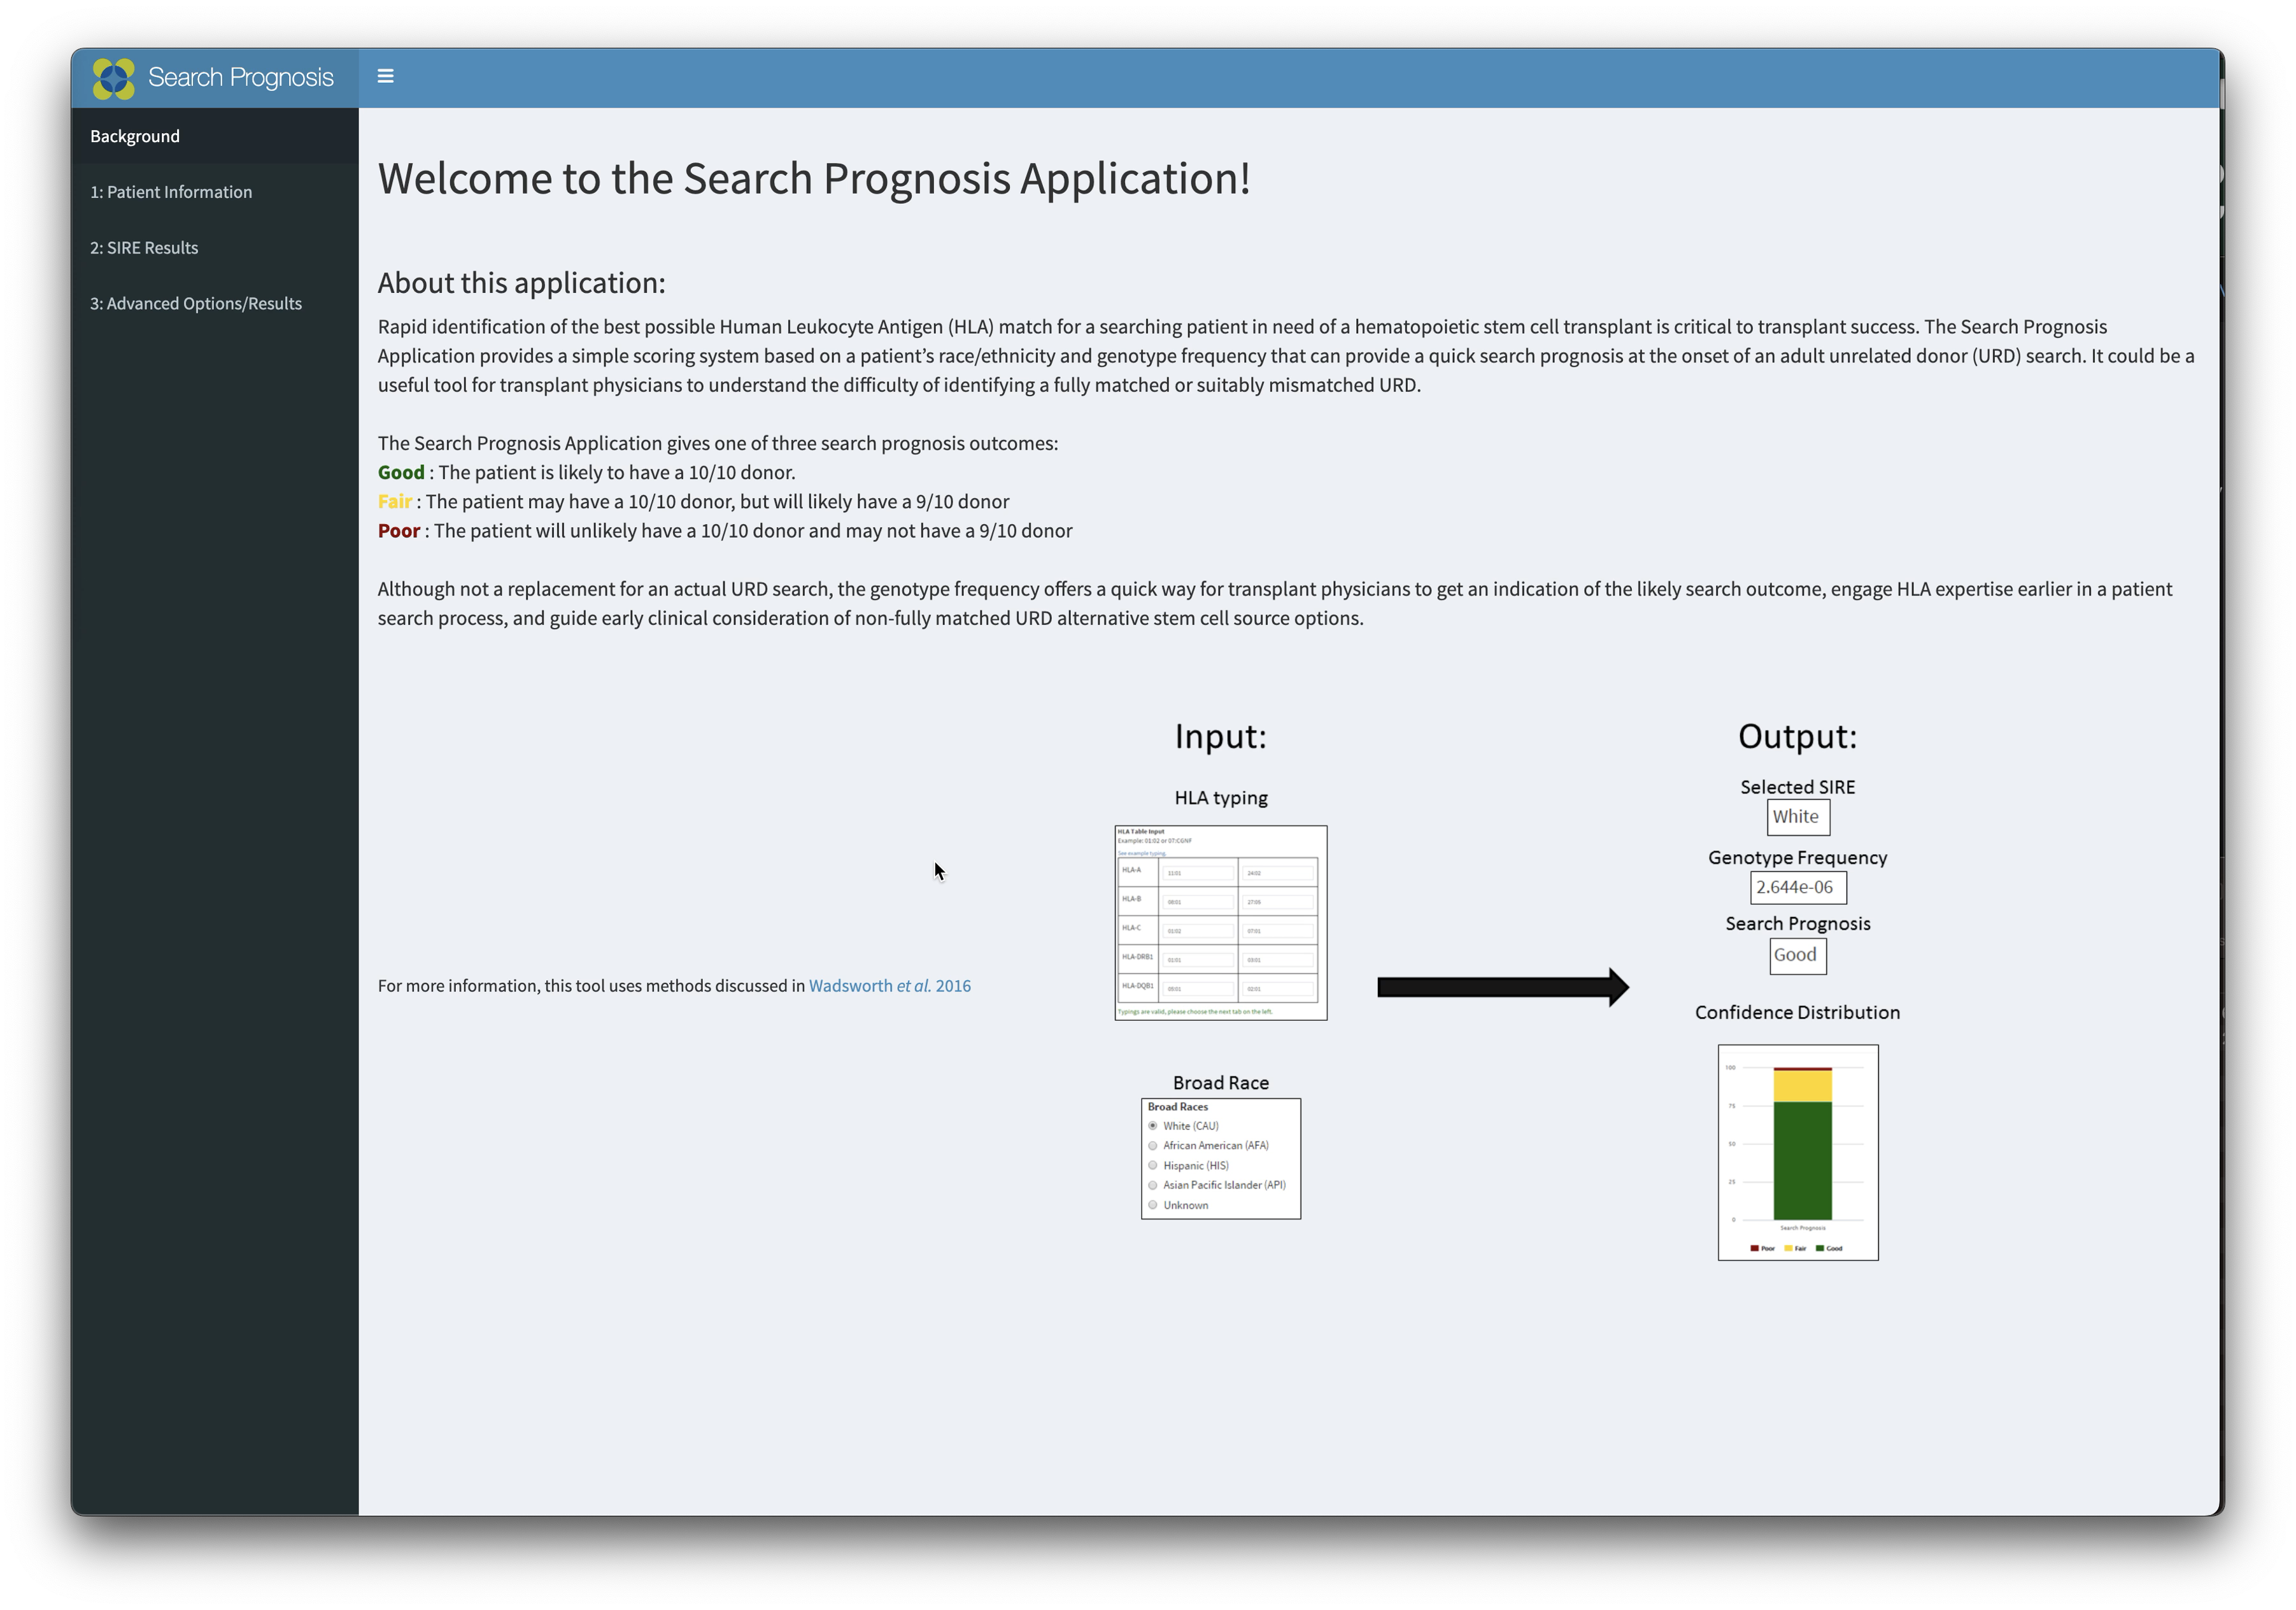 Search Prognosis
Background
1: Patient Information
2: SIRE Results
3: Advanced Options/Results
Welcome to the Search Prognosis Application!
About this application:
Rapid identification of the best possible Human Leukocyte Antigen (HLA) match for a searching patient in need of a hematopoietic stem cell transplant is critical to transplant success. The Search Prognosis
Application provides a simple scoring system based on a patient’s race/ethnicity and genotype frequency that can provide a quick search prognosis at the onset of an adult unrelated donor (URD) search. It could be a
useful tool for transplant physicians to understand the difficulty of identifying a fully matched or suitably mismatched URD.
The Search Prognosis Application gives one of three search prognosis outcomes:
Good : The patient is likely to have a 10/10 donor.
Fair : The patient may have a 10/10 donor, but will likely have a 9/10 donor
Poor : The patient will unlikely have a 10/10 donor and may not have a 9/10 donor
Although not a replacement for an actual URD search, the genotype frequency offers a quick way for transplant physicians to get an indication of the likely search outcome, engage HLA expertise earlier in a patient
search process, and guide early clinical consideration of non-fully matched URD alternative stem cell source options.
For more information, this tool uses methods discussed in Wadsworth et al. 2016
Input:
HLA typing
HLA Table Input
Example: 01:02 or 07:CGNF
See example typing.
HLA-A 11:01 24:02
HLA-B 08:01 27:05
HLA-C 01:02 07:01
HLA-DRB1 01:01 03:01
HLA-DQB1 05:01 02:01
Typings are valid, please choose the next tab on the left.
Broad Race
Broad Races
White (CAU)
African American (AFA)
Hispanic (HIS)
Asian Pacific Islander (API)
Unknown
Output:
Selected SIRE
White
Genotype Frequency
2.644e-06
Search Prognosis
Good
Confidence Distribution
100
75
50
25
0
Search Prognosis
Poor Fair Good